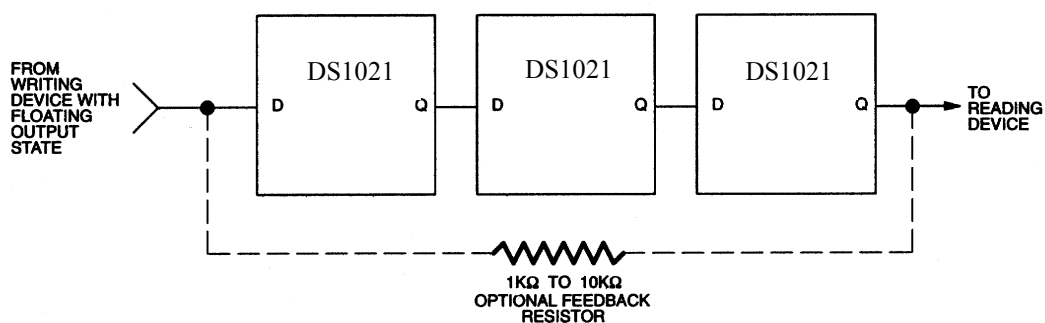 FROM
WRITING
DEVICE WITH
FLOATING
OUTPUT
STATE
DS1021
D
Q
DS1021
D
Q
DS1021
D
Q
TO
READING
DEVICE
1KΩ TO 10KΩ
OPTIONAL FEEDBACK
RESISTOR